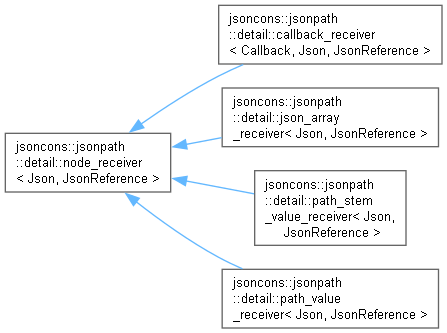 jsoncons::jsonpath
::detail::callback_receiver
< Callback, Json, JsonReference >
jsoncons::jsonpath
::detail::json_array
_receiver< Json, JsonReference >
jsoncons::jsonpath
::detail::node_receiver
< Json, JsonReference >
jsoncons::jsonpath
::detail::path_stem
_value_receiver< Json,
JsonReference >
jsoncons::jsonpath
::detail::path_value
_receiver< Json, JsonReference >